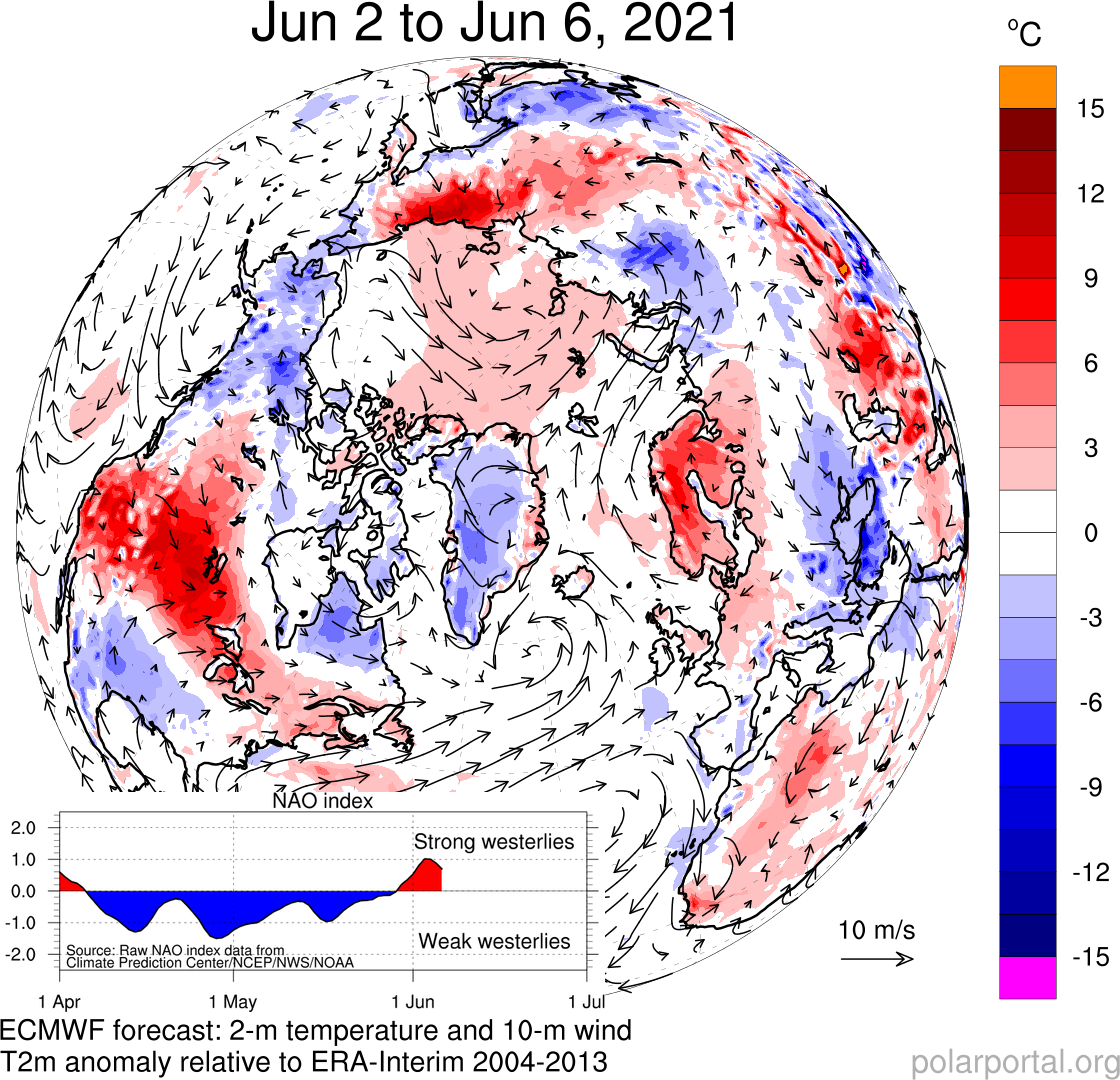 Jun 2 to Jun 6, 2021
°C
15
12
9
6
3
0
-3
-6
-9
-12
-15
NAO index
2.0
1.0
0.0
-1.0
-2.0
Strong westerlies
Weak westerlies
Source: Raw NAO index data from
Climate Prediction Center/NCEP/NWS/NOAA
1 Apr
1 May
1 Jun
1 Jul
10 m/s
ECMWF forecast: 2-m temperature and 10-m wind
T2m anomaly relative to ERA-Interim 2004-2013
polarportal.org